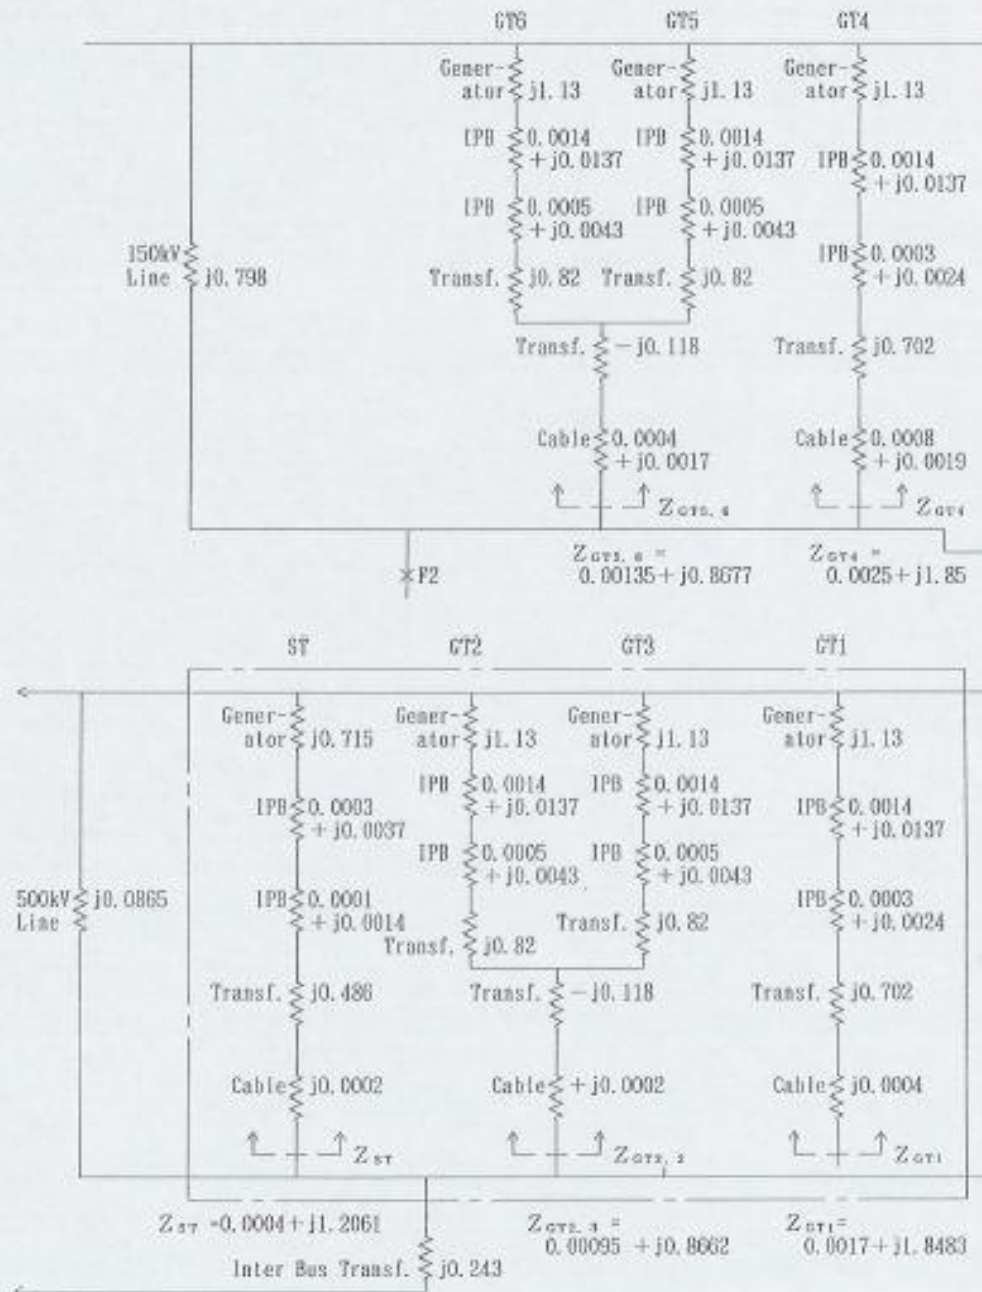 GT6 GT5 GT4
Gener- Gener- Gener-
ator j1.13 ator j1.13 ator j1.13
IPB 0.0014 IPB 0.0014
+ j0.0137 + j0.0137 IPB 0.0014
+ j0.0137
IPB 0.0005 IPB 0.0005
+ j0.0043 + j0.0043
150kV IPB 0.0003
Line j0.798 Transf. j0.82 Transf. j0.82 + j0.0024
Transf. -j0.118 Transf. j0.702
Cable 0.0004 Cable 0.0008
+ j0.0017 + j0.0019
Z GT5, 6 Z GT4
F2
Z GT5, 6 = Z GT4 =
0.00135+j0.8677 0.0025+j1.85
ST GT2 GT3 GT1
Gener- Gener- Gener- Gener-
ator j0.715 ator j1.13 ator j1.13 ator j1.13
IPB 0.0014 IPB 0.0014
IPB 0.0003 + j0.0137 + j0.0137 IPB 0.0014
+ j0.0037 + j0.0137
IPB 0.0005 IPB 0.0005
+ j0.0043 + j0.0043
500kV j0.0865 IPB 0.0001 IPB 0.0003
Line + j0.0014 Transf. j0.82 Transf. j0.82 + j0.0024
Transf. j0.486 Transf. -j0.118 Transf. j0.702
Cable j0.0002 Cable +j0.0002 Cable j0.0004
Z ST Z GT2, 3 Z GT1
Z ST =0.0004+j1.2061 Z GT2, 3 = Z GT1=
0.00095 +j0.8662 0.0017+j1.8483
Inter Bus Transf. j0.243